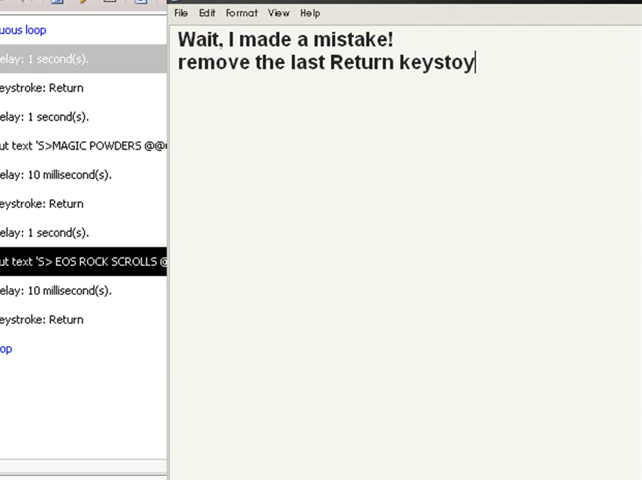 uous loop
elay: 1 second(s).
eystroke: Return
elay: 1 second(s).
ut text 'S>MAGIC POWDERS @@
elay: 10 millisecond(s).
eystroke: Return
elay: 1 second(s).
ut text 'S> EOS ROCK SCROLLS @
elay: 10 millisecond(s).
eystroke: Return
op
File Edit Format View Help
Wait, I made a mistake!
remove the last Return keystoy